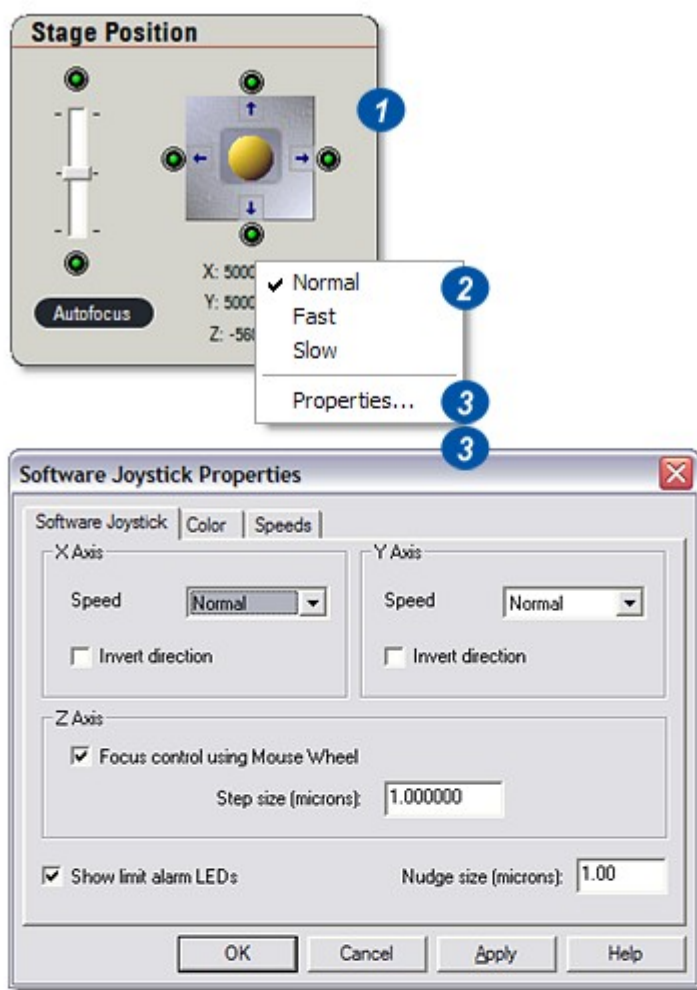 Stage Position
1
X: 5000
Y: 5000
Autofocus
Z: -56
Normal 2
Fast
Slow
Properties... 3
3
Software Joystick Properties
Software Joystick Color Speeds
X Axis Y Axis
Speed Normal Speed Normal
Invert direction Invert direction
Z Axis
Focus control using Mouse Wheel
Step size (microns): 1.000000
Show limit alarm LEDs Nudge size (microns): 1.00
OK Cancel Apply Help